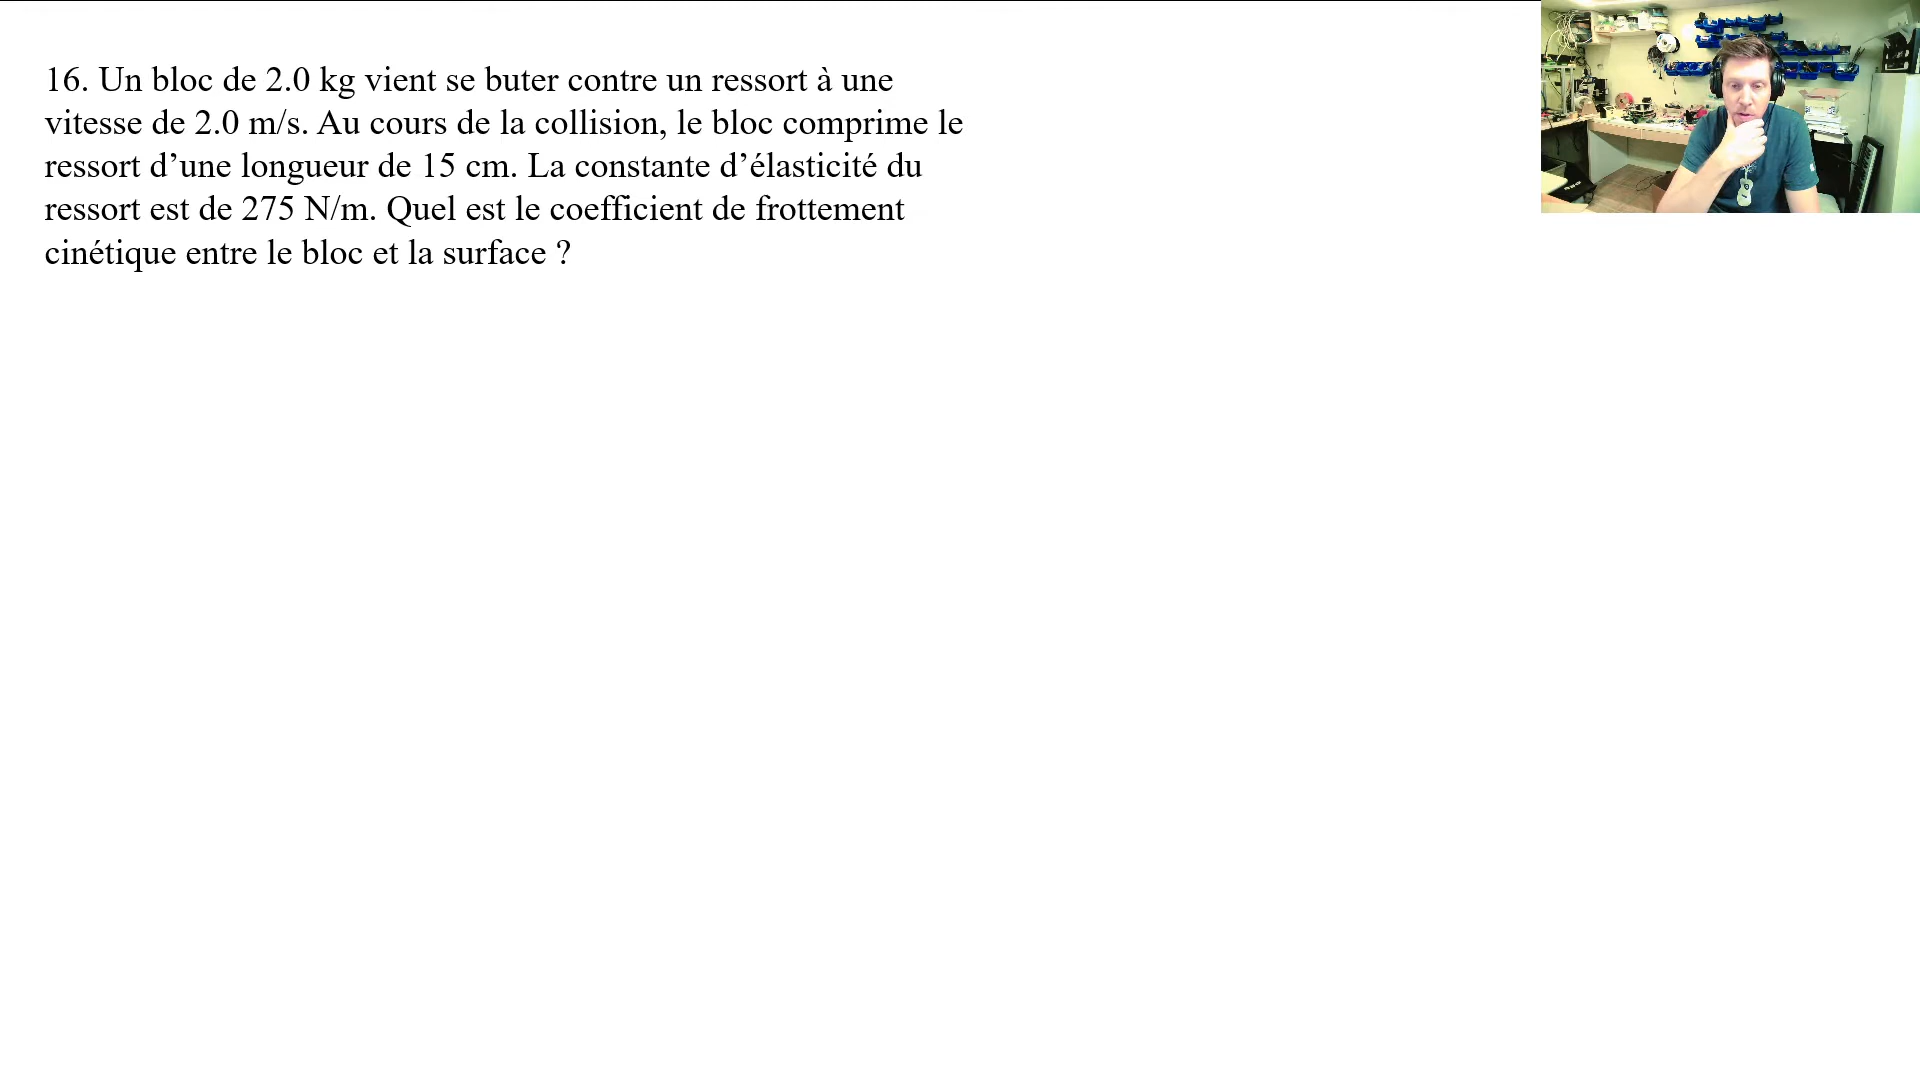 16. Un bloc de 2.0 kg vient se buter contre un ressort à une
vitesse de 2.0 m/s. Au cours de la collision, le bloc comprime le
ressort d’une longueur de 15 cm. La constante d’élasticité du
ressort est de 275 N/m. Quel est le coefficient de frottement
cinétique entre le bloc et la surface ?